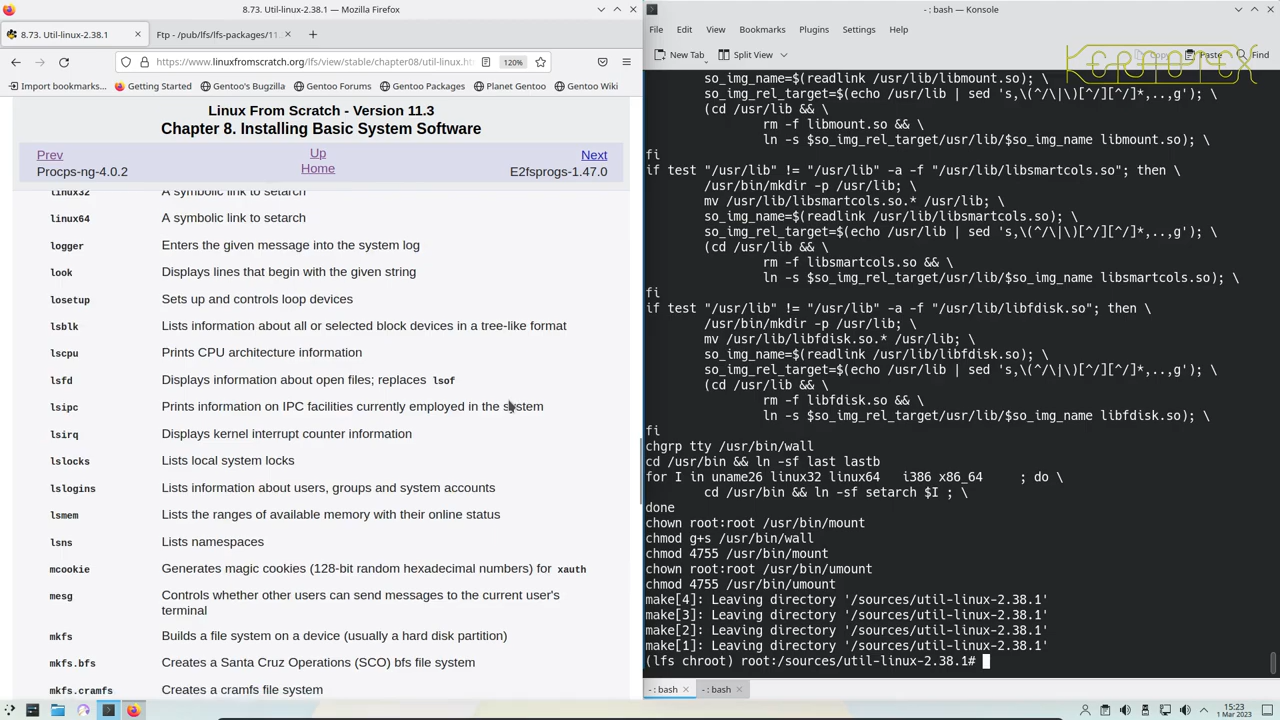 8.73. Util-linux-2.38.1 — Mozilla Firefox
8.73. Util-linux-2.38.1
Ftp - /pub/lfs/lfs-packages/11.
https://www.linuxfromscratch.org/lfs/view/stable/chapter08/util-linux.ht
120%
Import bookmarks...
Getting Started
Gentoo's Bugzilla
Gentoo Forums
Gentoo Packages
Planet Gentoo
Gentoo Wiki
Linux From Scratch - Version 11.3
Chapter 8. Installing Basic System Software
Prev
Up
Next
Procps-ng-4.0.2
Home
E2fsprogs-1.47.0
linux32 A symbolic link to setarch
linux64 A symbolic link to setarch
logger Enters the given message into the system log
look Displays lines that begin with the given string
losetup Sets up and controls loop devices
lsblk Lists information about all or selected block devices in a tree-like format
lscpu Prints CPU architecture information
lsfd Displays information about open files; replaces lsof
lsipc Prints information on IPC facilities currently employed in the system
lsirq Displays kernel interrupt counter information
lslocks Lists local system locks
lslogins Lists information about users, groups and system accounts
lsmem Lists the ranges of available memory with their online status
lsns Lists namespaces
mcookie Generates magic cookies (128-bit random hexadecimal numbers) for xauth
mesg Controls whether other users can send messages to the current user's
terminal
mkfs Builds a file system on a device (usually a hard disk partition)
mkfs.bfs Creates a Santa Cruz Operations (SCO) bfs file system
mkfs.cramfs Creates a cramfs file system
- : bash — Konsole
File Edit View Bookmarks Plugins Settings Help
New Tab Split View Copy Paste Find
KERNOTEX
so_img_name=$(readlink /usr/lib/libmount.so); \
so_img_rel_target=$(echo /usr/lib | sed 's,\(^/\|\)[^/][^/]*,..,g'); \
(cd /usr/lib && \
rm -f libmount.so && \
ln -s $so_img_rel_target/usr/lib/$so_img_name libmount.so); \
fi
if test "/usr/lib" != "/usr/lib" -a -f "/usr/lib/libsmartcols.so"; then \
/usr/bin/mkdir -p /usr/lib; \
mv /usr/lib/libsmartcols.so.* /usr/lib; \
so_img_name=$(readlink /usr/lib/libsmartcols.so); \
so_img_rel_target=$(echo /usr/lib | sed 's,\(^/\|\)[^/][^/]*,..,g'); \
(cd /usr/lib && \
rm -f libsmartcols.so && \
ln -s $so_img_rel_target/usr/lib/$so_img_name libsmartcols.so); \
fi
if test "/usr/lib" != "/usr/lib" -a -f "/usr/lib/libfdisk.so"; then \
/usr/bin/mkdir -p /usr/lib; \
mv /usr/lib/libfdisk.so.* /usr/lib; \
so_img_name=$(readlink /usr/lib/libfdisk.so); \
so_img_rel_target=$(echo /usr/lib | sed 's,\(^/\|\)[^/][^/]*,..,g'); \
(cd /usr/lib && \
rm -f libfdisk.so && \
ln -s $so_img_rel_target/usr/lib/$so_img_name libfdisk.so); \
fi
chgrp tty /usr/bin/wall
cd /usr/bin && ln -sf last lastb
for I in uname26 linux32 linux64 i386 x86_64 ; do \
cd /usr/bin && ln -sf setarch $I ; \
done
chown root:root /usr/bin/mount
chmod g+s /usr/bin/wall
chmod 4755 /usr/bin/mount
chown root:root /usr/bin/umount
chmod 4755 /usr/bin/umount
make[4]: Leaving directory '/sources/util-linux-2.38.1'
make[3]: Leaving directory '/sources/util-linux-2.38.1'
make[2]: Leaving directory '/sources/util-linux-2.38.1'
make[1]: Leaving directory '/sources/util-linux-2.38.1'
(lfs chroot) root:/sources/util-linux-2.38.1#
- : bash
- : bash
15:23
1 Mar 2023